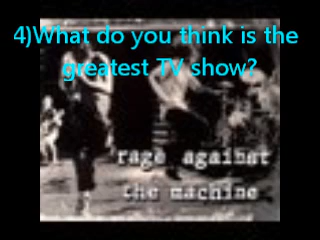 4)What do you think is the
greatest TV show?
rage against
the machine